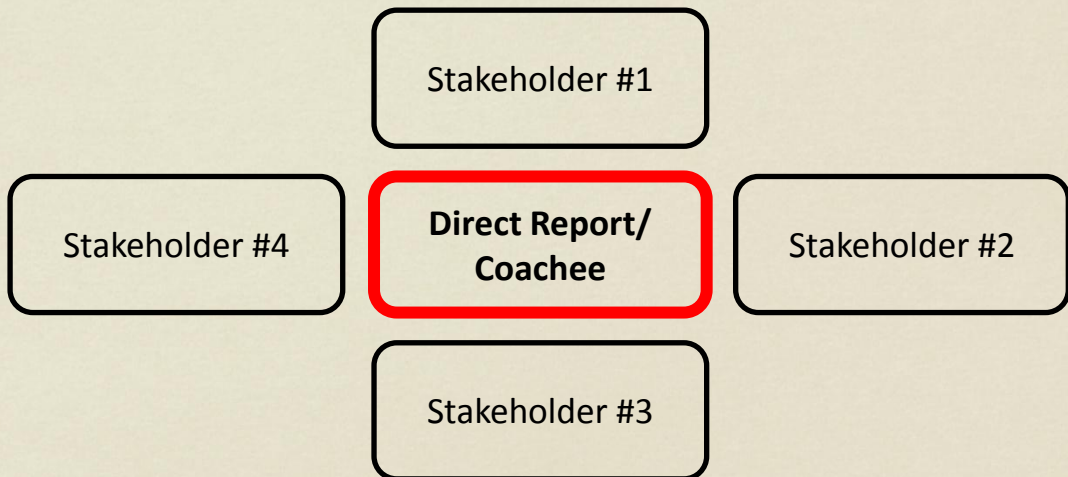 Stakeholder #1
Stakeholder #4
Direct Report/
Coachee
Stakeholder #2
Stakeholder #3